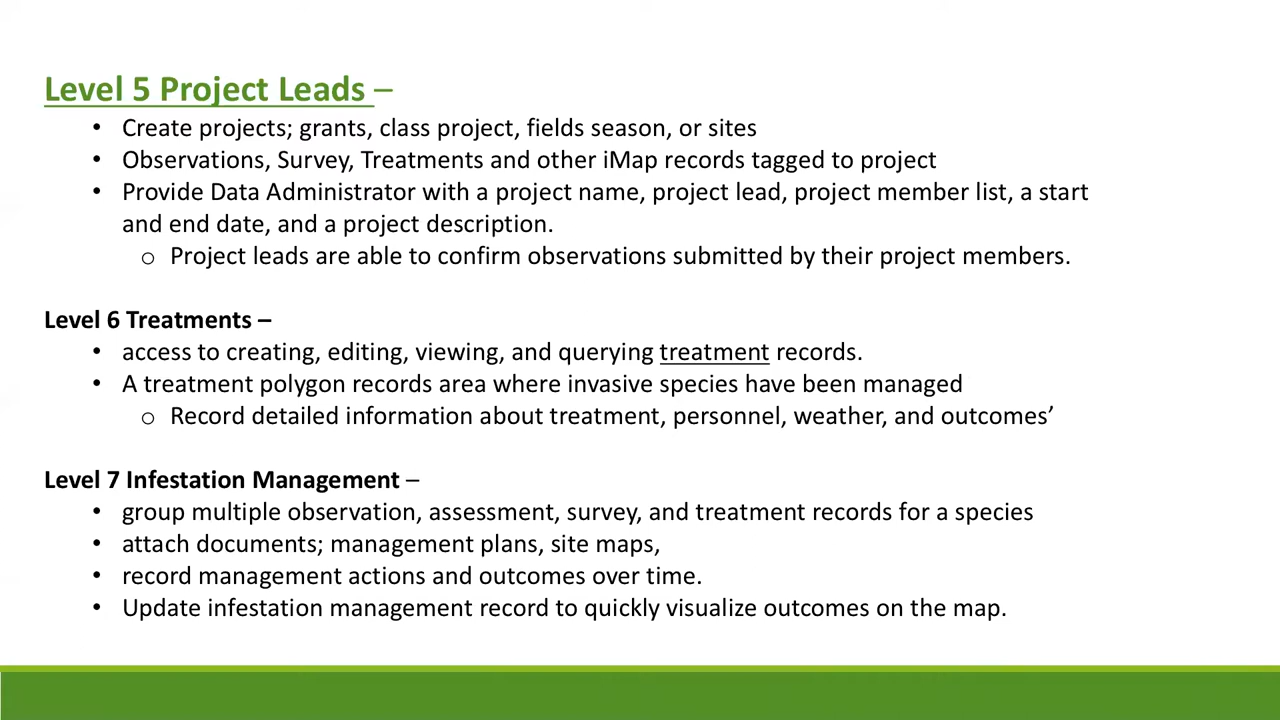 Level 5 Project Leads –
• Create projects; grants, class project, fields season, or sites
• Observations, Survey, Treatments and other iMap records tagged to project
• Provide Data Administrator with a project name, project lead, project member list, a start
and end date, and a project description.
o Project leads are able to confirm observations submitted by their project members.
Level 6 Treatments –
• access to creating, editing, viewing, and querying treatment records.
• A treatment polygon records area where invasive species have been managed
o Record detailed information about treatment, personnel, weather, and outcomes’
Level 7 Infestation Management –
• group multiple observation, assessment, survey, and treatment records for a species
• attach documents; management plans, site maps,
• record management actions and outcomes over time.
• Update infestation management record to quickly visualize outcomes on the map.